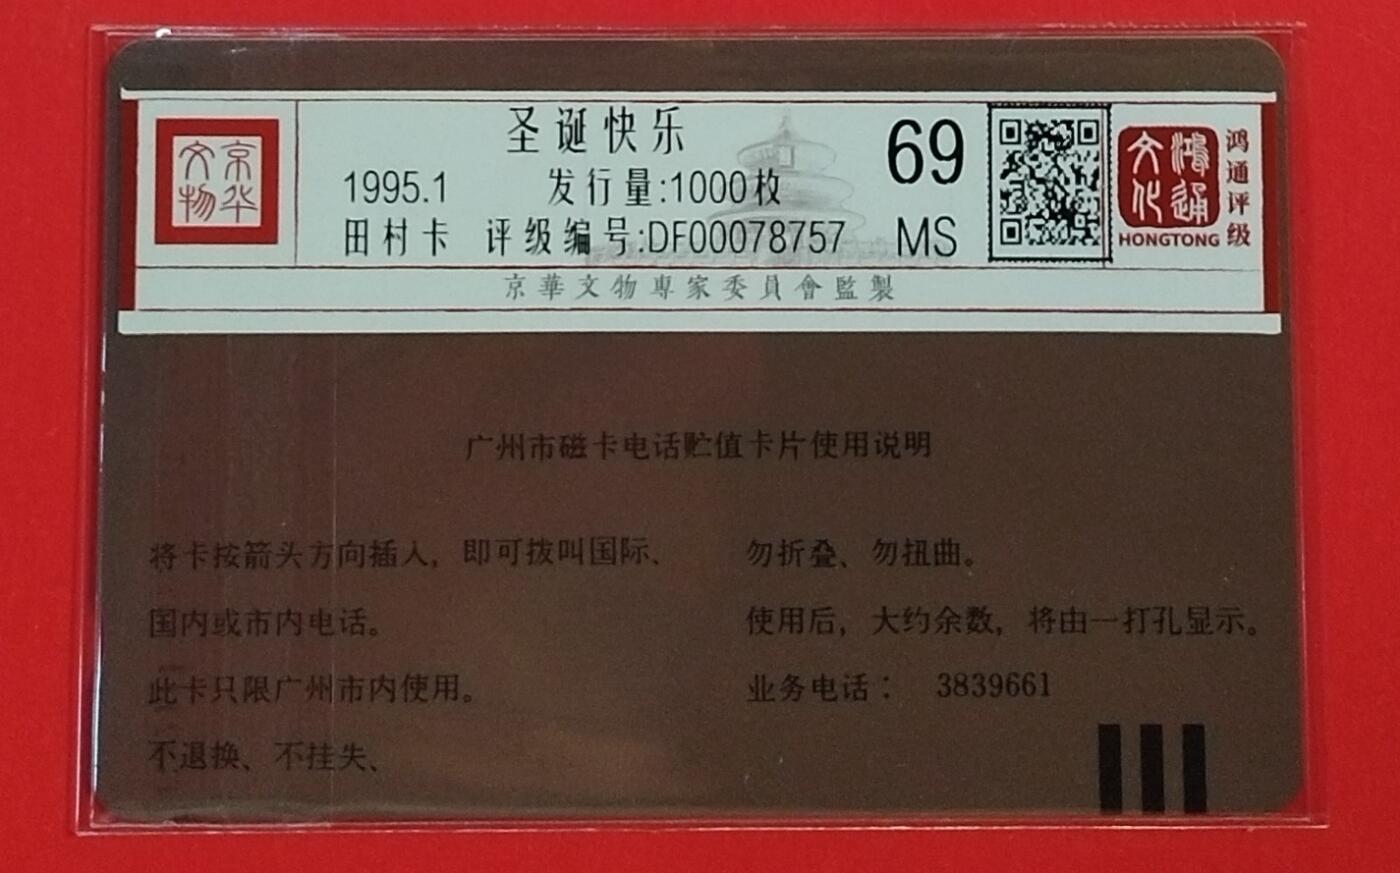 京华
文物
圣诞快乐
1995.1 发行量:1000枚
田村卡 评级编号:DF00078757
69
MS
鸿通
文化
HONGTONG
鸿通评级
京華文物專家委員會監製
广州市磁卡电话贮值卡片使用说明
将卡按箭头方向插入，即可拨叫国际、
国内或市内电话。
此卡只限广州市内使用。
不退换、不挂失、
勿折叠、勿扭曲。
使用后，大约余数，将由一打孔显示。
业务电话： 3839661